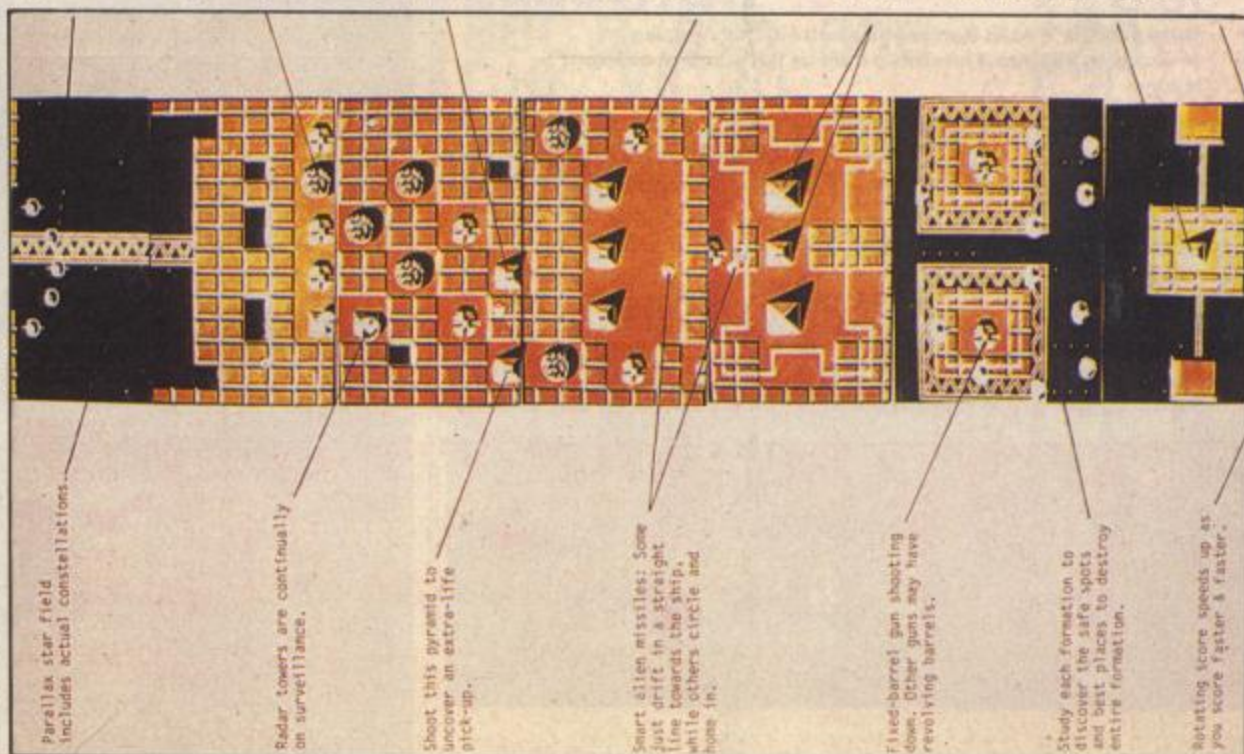 Parallax star field
includes actual constellations.
Radar towers are continually
on surveillance.
Shoot this pyramid to
uncover an extra-life
pick-up.
Smart alien missiles: Some
just drift in a straight
line towards the ship,
while others circle and
home in.
Fixed-barrel gun shooting
down. Other guns may have
revolving barrels.
Study each formation to
discover the safe spots
and best places to destroy
entire formation.
Rotating score speeds up as
you score faster & faster.